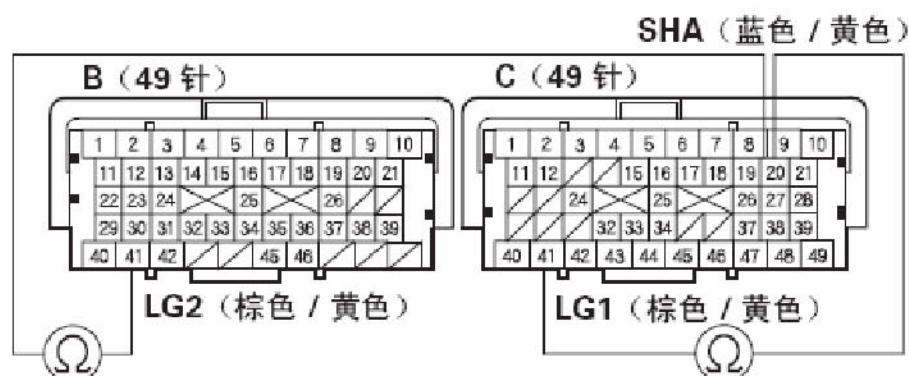 SHA（蓝色 / 黄色）
B（49 针）
C（49 针）
1 2 3 4 5 6 7 8 9 10
11 12 13 14 15 16 17 18 19 20 21
22 23 24 25 26
29 30 31 32 33 34 35 36 37 38 39
40 41 42 45 46
1 2 3 4 5 6 7 8 9 10
11 12 15 16 17 18 19 20 21
24 25 26 27 28
32 33 34 37 38 39
40 41 42 43 44 45 46 47 48 49
LG2（棕色 / 黄色）
LG1（棕色 / 黄色）
Ω
Ω